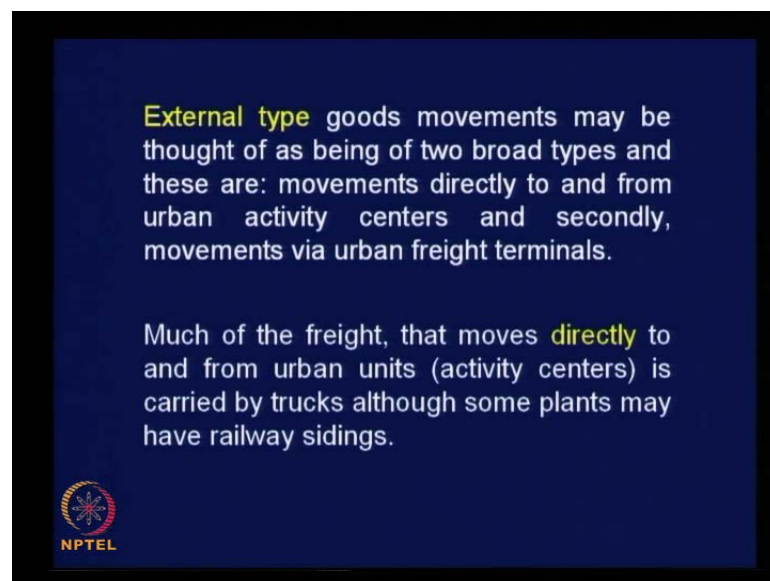 External type goods movements may be
thought of as being of two broad types and
these are: movements directly to and from
urban activity centers and secondly,
movements via urban freight terminals.
Much of the freight, that moves directly to
and from urban units (activity centers) is
carried by trucks although some plants may
have railway sidings.
NPTEL